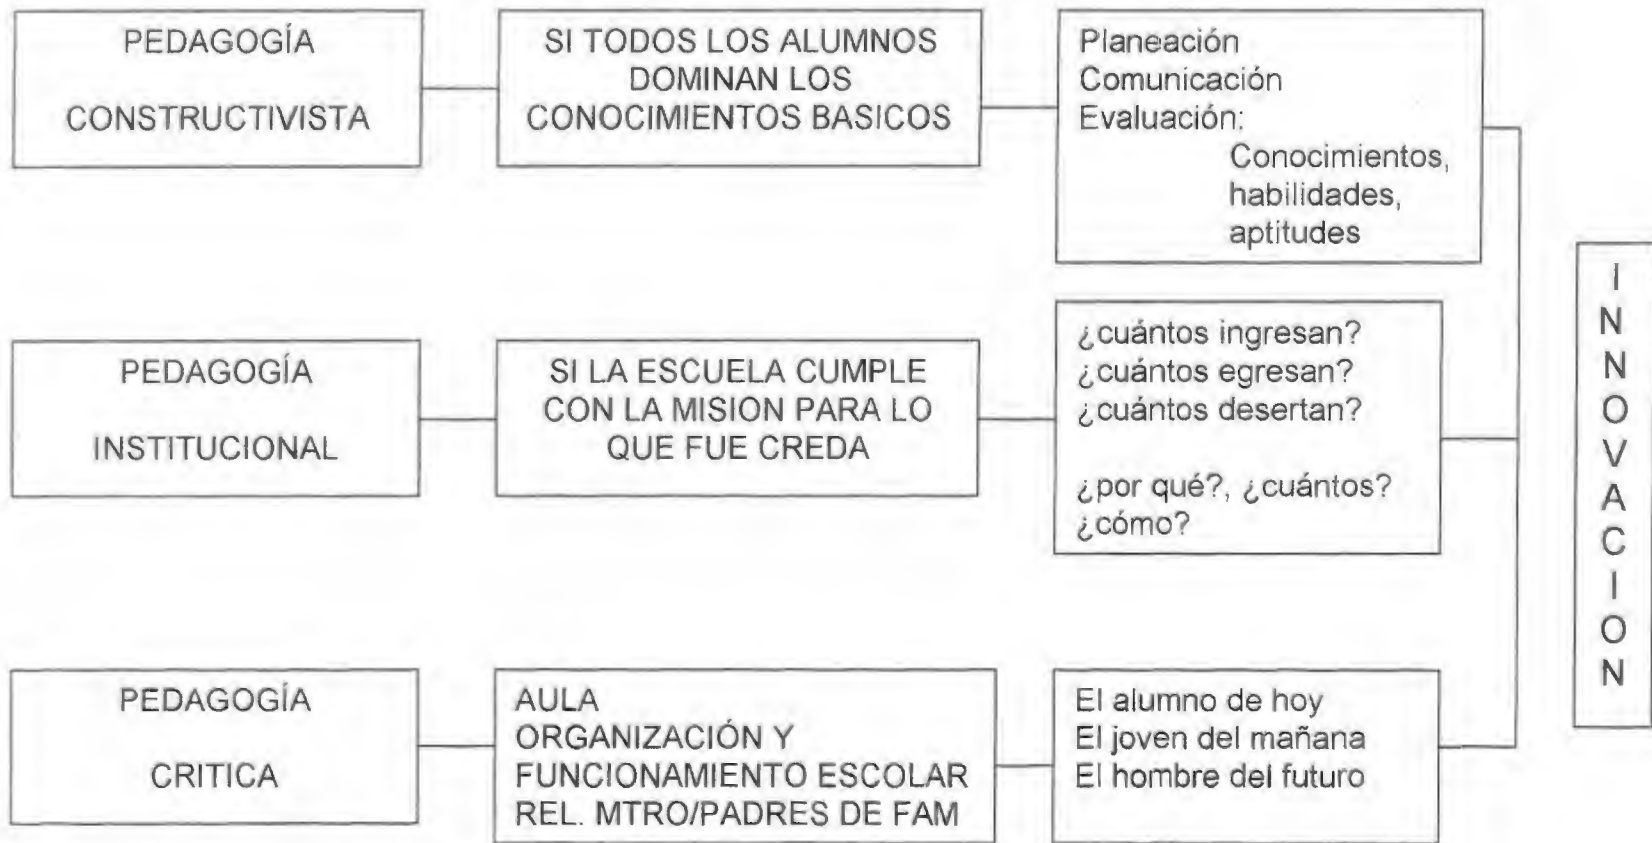 PEDAGOGÍA
CONSTRUCTIVISTA
SI TODOS LOS ALUMNOS
DOMINAN LOS
CONOCIMIENTOS BASICOS
Planeación
Comunicación
Evaluación:
Conocimientos,
habilidades,
aptitudes
PEDAGOGÍA
INSTITUCIONAL
SI LA ESCUELA CUMPLE
CON LA MISION PARA LO
QUE FUE CREDA
¿cuántos ingresan?
¿cuántos egresan?
¿cuántos desertan?
¿por qué?, ¿cuántos?
¿cómo?
PEDAGOGÍA
CRITICA
AULA
ORGANIZACIÓN Y
FUNCIONAMIENTO ESCOLAR
REL. MTRO/PADRES DE FAM
El alumno de hoy
El joven del mañana
El hombre del futuro
I
N
N
O
V
A
C
I
O
N